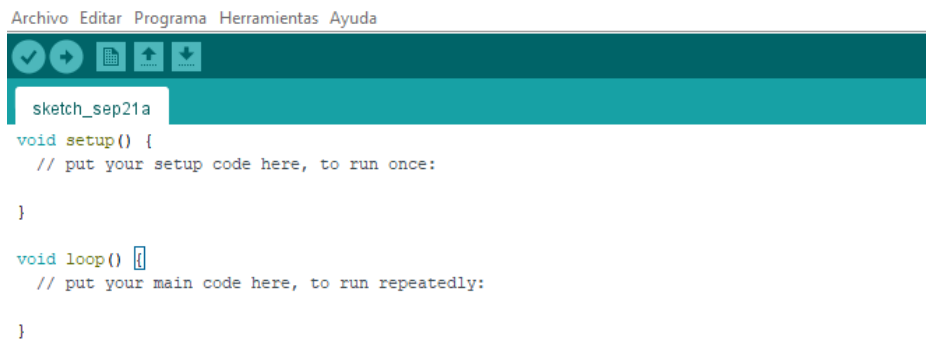 Archivo Editar Programa Herramientas Ayuda
sketch_sep21a
void setup() {
  // put your setup code here, to run once:
}
void loop() {
  // put your main code here, to run repeatedly:
}